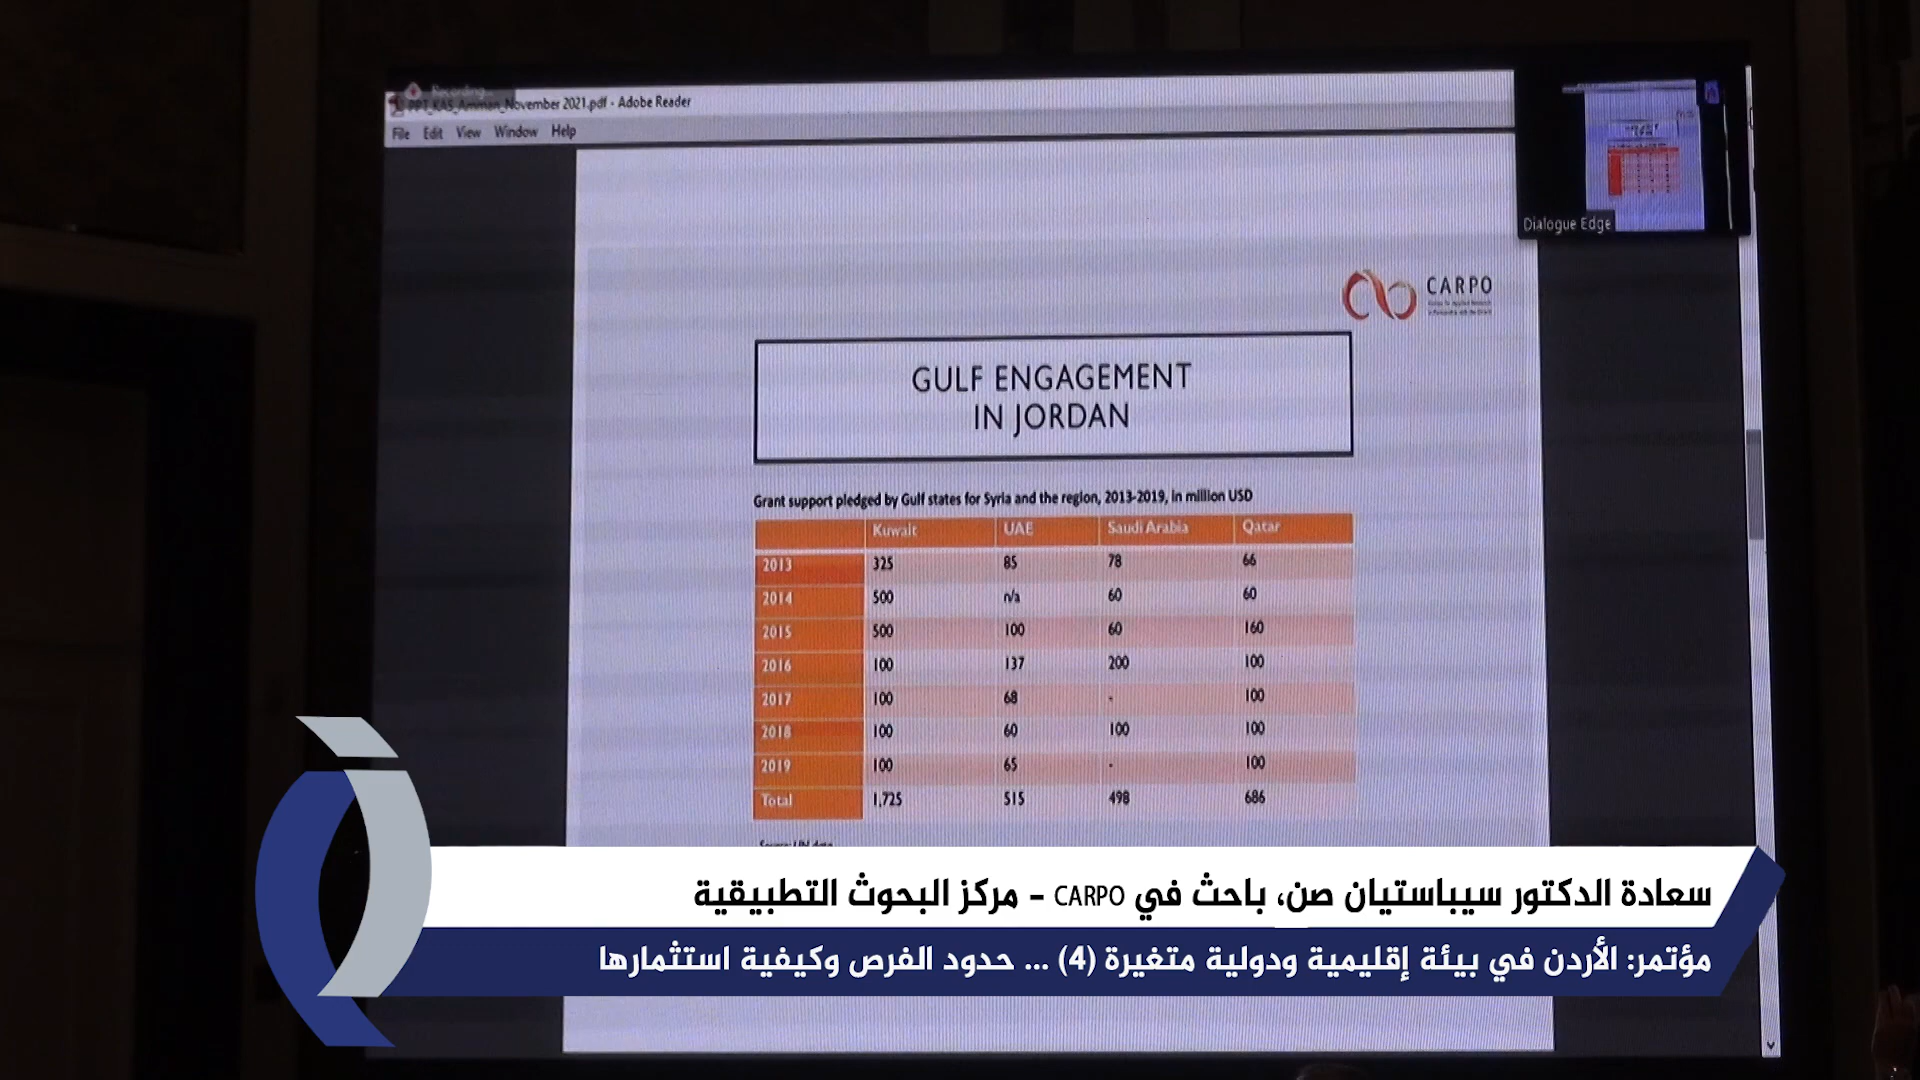 Recording...
PPT_KAS_Amman_November 2021.pdf - Adobe Reader
File Edit View Window Help
Dialogue Edge
CARPO
GULF ENGAGEMENT
IN JORDAN
Grant support pledged by Gulf states for Syria and the region, 2013-2019, in million USD
Kuwait UAE Saudi Arabia Qatar
2013 325 85 78 66
2014 500 n/a 60 60
2015 500 100 60 160
2016 100 137 200 100
2017 100 68 - 100
2018 100 60 100 100
2019 100 65 - 100
Total 1,725 515 498 686
سعادة الدكتور سيباستيان صن، باحث في CARPO - مركز البحوث التطبيقية
مؤتمر: الأردن في بيئة إقليمية ودولية متغيرة (4) ... حدود الفرص وكيفية استثمارها